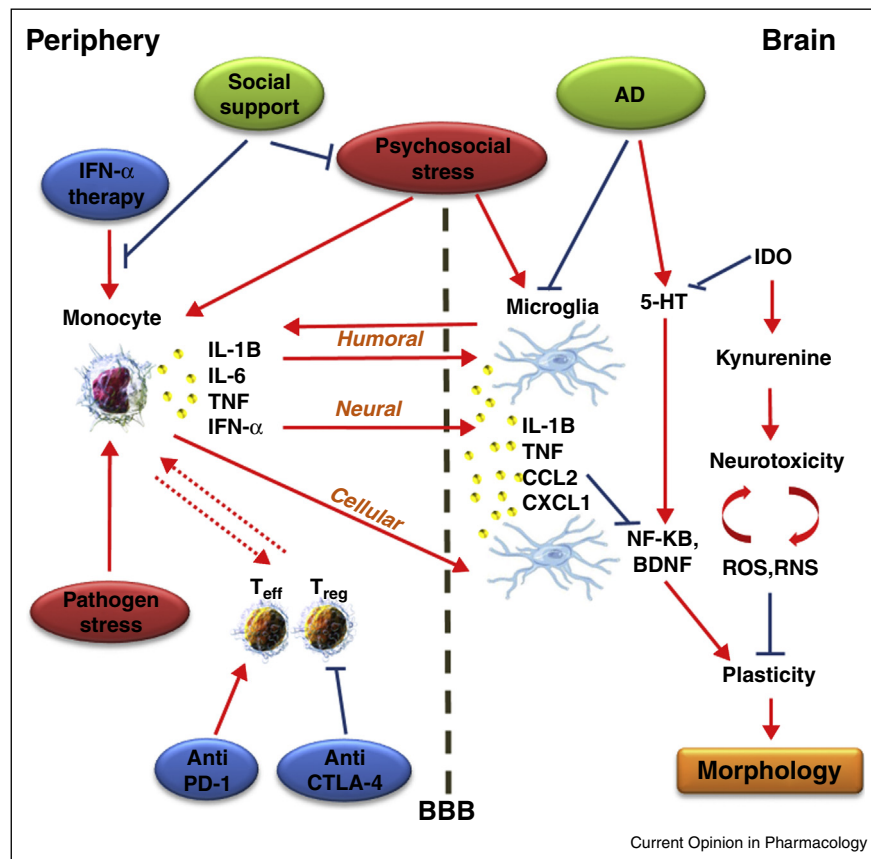 Periphery
Brain
Social
support
AD
Psychosocial
stress
IFN-α
therapy
IDO
Microglia
5-HT
Monocyte
Humoral
IL-1B
IL-6
TNF
IFN-α
Kynurenine
Neural
IL-1B
TNF
CCL2
CXCL1
Neurotoxicity
Cellular
NF-KB,
BDNF
ROS,RNS
Pathogen
stress
Teff
Treg
Plasticity
Anti
PD-1
Anti
CTLA-4
Morphology
BBB
Current Opinion in Pharmacology